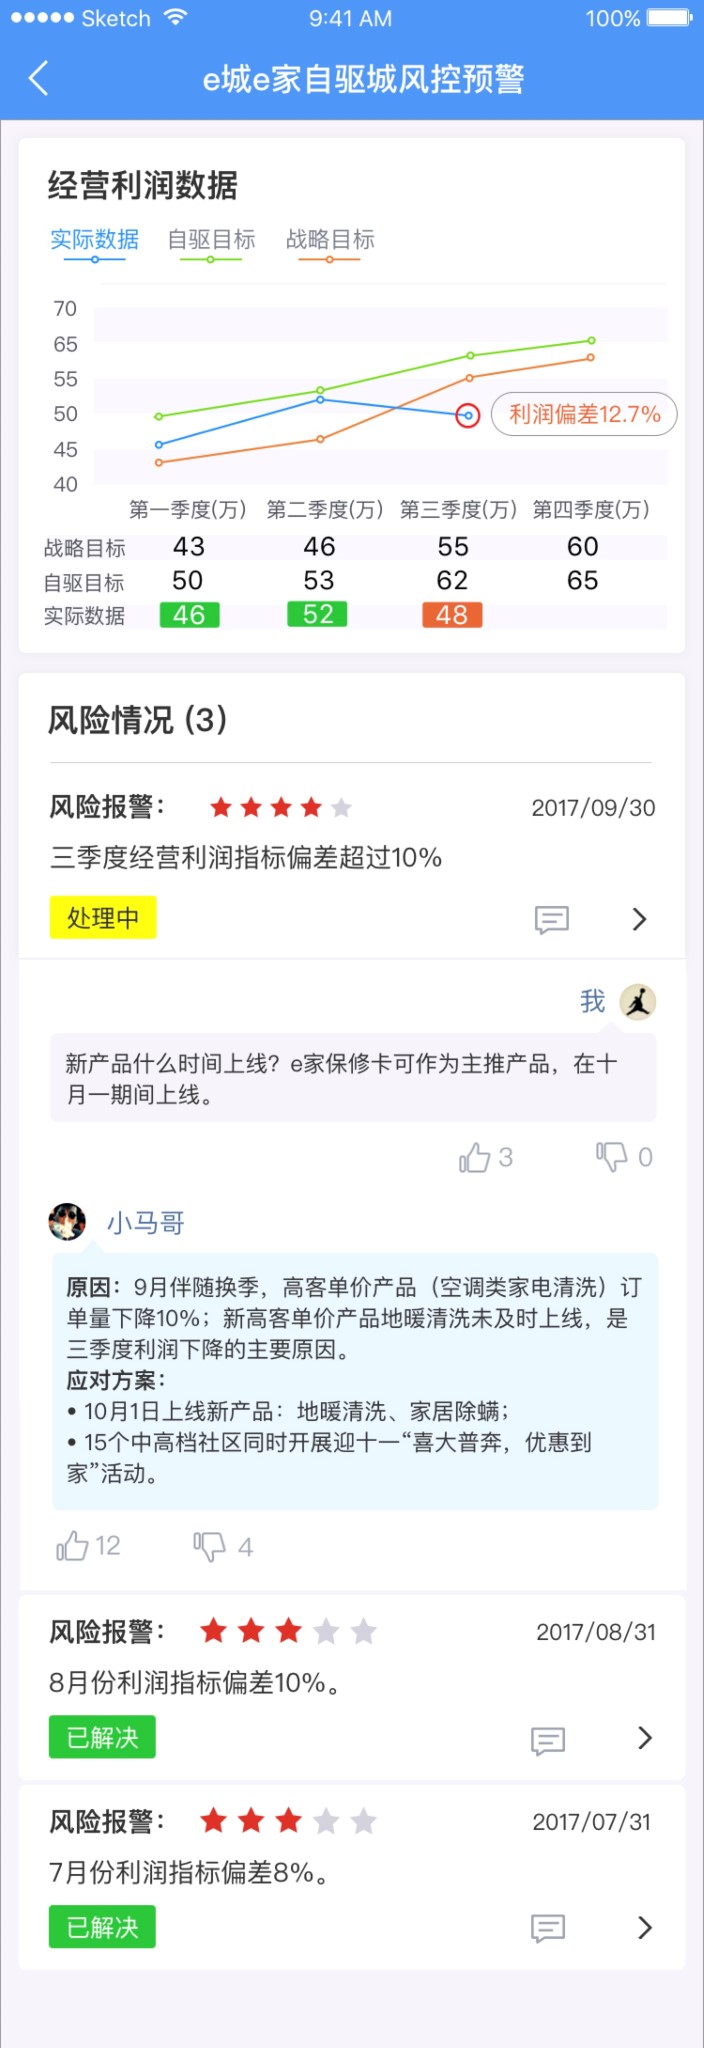 Sketch 9:41 AM 100%
e城e家自驱城风控预警
经营利润数据
实际数据 自驱目标 战略目标
70
65
55
50
45
40
利润偏差12.7%
第一季度(万) 第二季度(万) 第三季度(万) 第四季度(万)
战略目标 43 46 55 60
自驱目标 50 53 62 65
实际数据 46 52 48
风险情况 (3)
风险报警： 2017/09/30
三季度经营利润指标偏差超过10%
处理中
我
新产品什么时间上线？e家保修卡可作为主推产品，在十
月一期间上线。
3 0
小马哥
原因：9月伴随换季，高客单价产品（空调类家电清洗）订
单量下降10%；新高客单价产品地暖清洗未及时上线，是
三季度利润下降的主要原因。
应对方案：
• 10月1日上线新产品：地暖清洗、家居除螨；
• 15个中高档社区同时开展迎十一“喜大普奔，优惠到
家”活动。
12 4
风险报警： 2017/08/31
8月份利润指标偏差10%。
已解决
风险报警： 2017/07/31
7月份利润指标偏差8%。
已解决